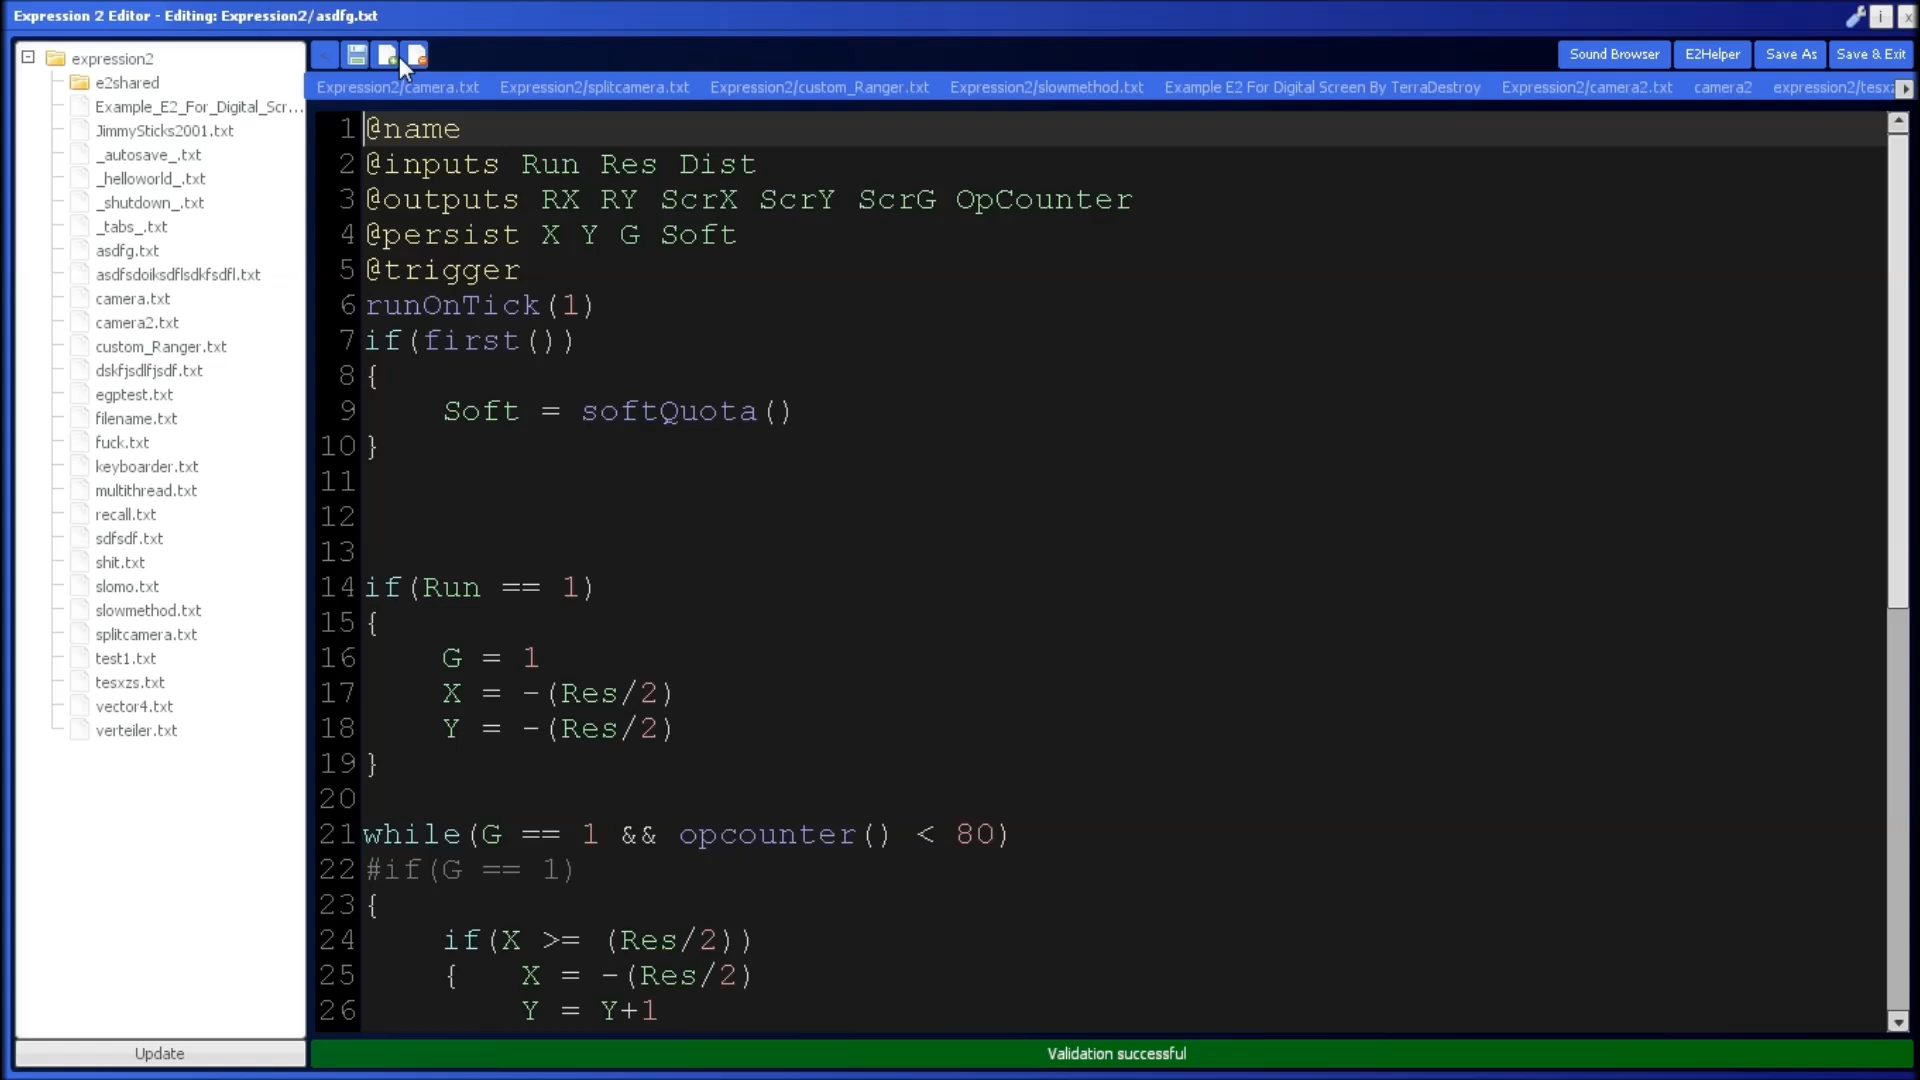 Expression 2 Editor - Editing: Expression2/asdfg.txt
i
x
expression2
e2shared
Example_E2_For_Digital_Scr...
JimmySticks2001.txt
_autosave_.txt
_helloworld_.txt
_shutdown_.txt
_tabs_.txt
asdfg.txt
asdfsdoiksdflsdkfsdfl.txt
camera.txt
camera2.txt
custom_Ranger.txt
dskfjsdlfjsdf.txt
egptest.txt
filename.txt
fuck.txt
keyboarder.txt
multithread.txt
recall.txt
sdfsdf.txt
shit.txt
slomo.txt
slowmethod.txt
splitcamera.txt
test1.txt
tesxzs.txt
vector4.txt
verteiler.txt
Update
Sound Browser E2Helper Save As Save & Exit
Expression2/camera.txt Expression2/splitcamera.txt Expression2/custom_Ranger.txt Expression2/slowmethod.txt Example E2 For Digital Screen By TerraDestroy Expression2/camera2.txt camera2 expression2/tesxz
1 @name
2 @inputs Run Res Dist
3 @outputs RX RY ScrX ScrY ScrG OpCounter
4 @persist X Y G Soft
5 @trigger
6 runOnTick(1)
7 if(first())
8 {
9 Soft = softQuota()
10 }
11
12
13
14 if(Run == 1)
15 {
16 G = 1
17 X = -(Res/2)
18 Y = -(Res/2)
19 }
20
21 while(G == 1 && opcounter() < 80)
22 #if(G == 1)
23 {
24 if(X >= (Res/2))
25 { X = -(Res/2)
26 Y = Y+1
Validation successful